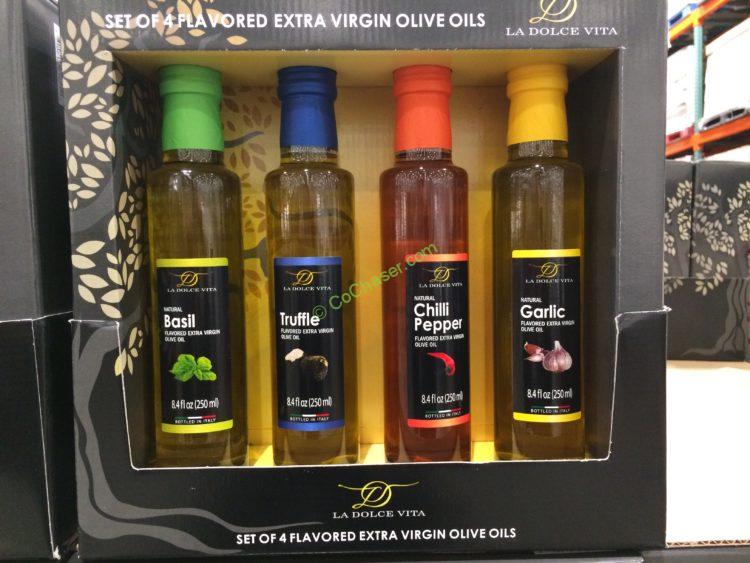 SET OF 4 FLAVORED EXTRA VIRGIN OLIVE OILS
LA DOLCE VITA
LA DOLCE VITA
NATURAL
Basil
FLAVORED EXTRA VIRGIN
OLIVE OIL
8.4 fl oz (250 ml)
BOTTLED IN ITALY
LA DOLCE VITA
Truffle
FLAVORED EXTRA VIRGIN
OLIVE OIL
8.4 fl oz (250 ml)
BOTTLED IN ITALY
LA DOLCE VITA
NATURAL
Chilli
Pepper
FLAVORED EXTRA VIRGIN
OLIVE OIL
8.4 fl oz (250 ml)
BOTTLED IN ITALY
LA DOLCE VITA
NATURAL
Garlic
FLAVORED EXTRA VIRGIN
OLIVE OIL
8.4 fl oz (250 ml)
BOTTLED IN ITALY
© CoChaser.com
LA DOLCE VITA
SET OF 4 FLAVORED EXTRA VIRGIN OLIVE OILS